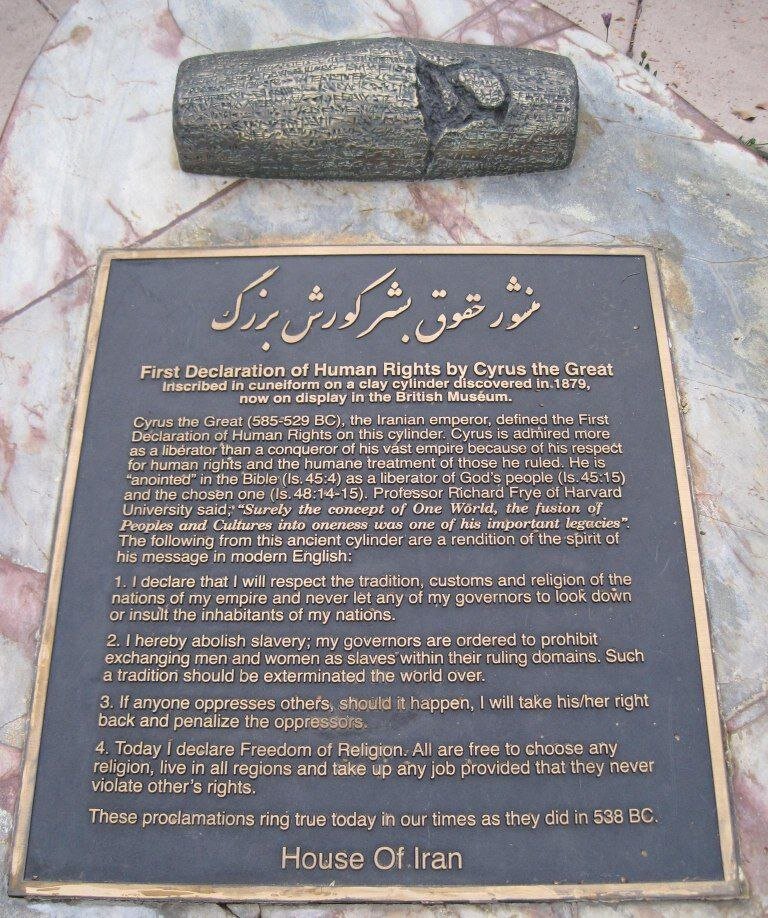 منشور حقوق بشر کورش بزرگ
First Declaration of Human Rights by Cyrus the Great
Inscribed in cuneiform on a clay cylinder discovered in 1879,
now on display in the British Muséum.
Cyrus the Great (585-529 BC), the Iranian emperor, defined the First
Declaration of Human Rights on this cylinder. Cyrus is admired more
as a liberator than a conqueror of his vast empire because of his respect
for human rights and the humane treatment of those he ruled. He is
"anointed" in the Bible (Is.45:4) as a liberator of God's people (Is.45:15)
and the chosen one (Is. 48:14-15). Professor Richard Frye of Harvard
University said; "Surely the concept of One World, the fusion of
Peoples and Cultures into oneness was one of his important legacies".
The following from this ancient cylinder are a rendition of the spirit of
his message in modern English:
1. I declare that I will respect the tradition, customs and religion of the
nations of my empire and never let any of my governors to look down
or insult the inhabitants of my nations.
2. I hereby abolish slavery; my governors are ordered to prohibit
exchanging men and women as slaves within their ruling domains. Such
a tradition should be exterminated the world over.
3. If anyone oppresses others, should it happen, I will take his/her right
back and penalize the oppressors.
4. Today I declare Freedom of Religion. All are free to choose any
religion, live in all regions and take up any job provided that they never
violate other's rights.
These proclamations ring true today in our times as they did in 538 BC.
House Of Iran